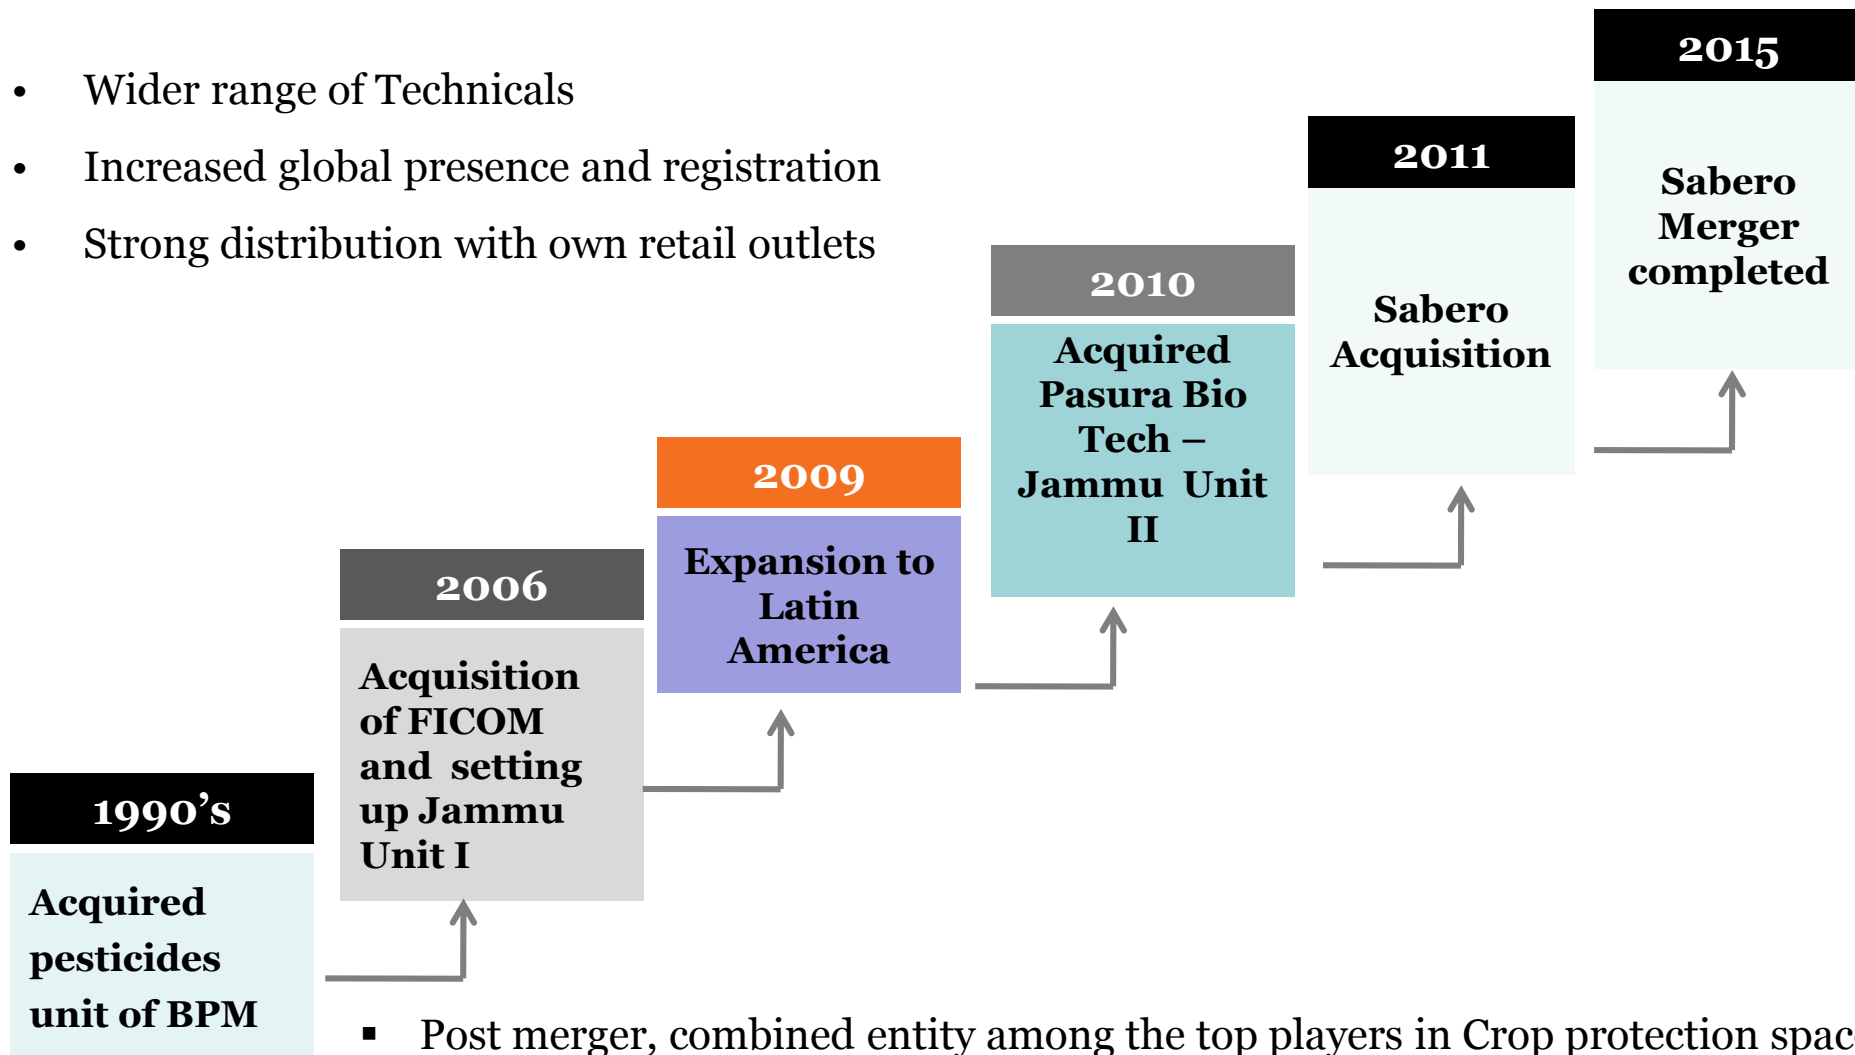 • Wider range of Technicals
• Increased global presence and registration
• Strong distribution with own retail outlets
1990’s
Acquired
pesticides
unit of BPM
2006
Acquisition
of FICOM
and setting
up Jammu
Unit I
2009
Expansion to
Latin
America
2010
Acquired
Pasura Bio
Tech –
Jammu Unit
II
2011
Sabero
Acquisition
2015
Sabero
Merger
completed
▪ Post merger, combined entity among the top players in Crop protection space